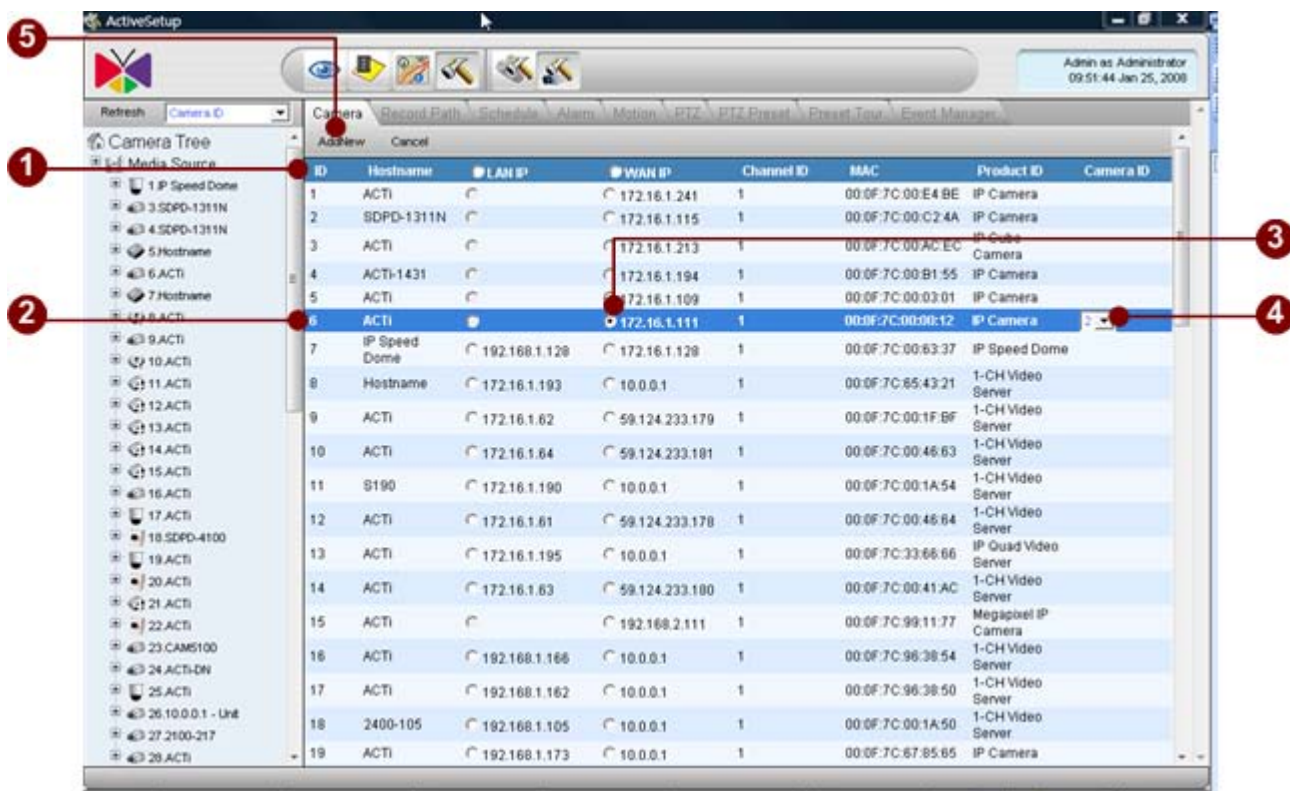 ActiveSetup
5
Admin as Administrator
09:51:44 Jan 25, 2008
Refresh Camera ID
Camera Record Path Schedule Alarm Motion PTZ PTZ Preset Preset Tour Event Manager
AddNew Cancel
Camera Tree
1
Media Source
1.IP Speed Dome
3.SDPD-1311N
4.SDPD-1311N
5.Hostname
6.ACTi
7.Hostname
8.ACTi
9.ACTi
10.ACTi
11.ACTi
12.ACTi
13.ACTi
14.ACTi
15.ACTi
16.ACTi
17.ACTi
18.SDPD-4100
19.ACTi
20.ACTi
21.ACTi
22.ACTi
23.CAM5100
24.ACTi-DN
25.ACTi
26.10.0.0.1 - Unit
27.2100-217
28.ACTi
ID Hostname LAN IP WAN IP Channel ID MAC Product ID Camera ID
1 ACTi 172.16.1.241 1 00:0F:7C:00:E4:BE IP Camera
2 SDPD-1311N 172.16.1.115 1 00:0F:7C:00:C2:4A IP Camera
3 ACTi 172.16.1.213 1 00:0F:7C:00:AC:EC IP Cube Camera
3
4 ACTi-1431 172.16.1.194 1 00:0F:7C:00:B1:55 IP Camera
5 ACTi 172.16.1.109 1 00:0F:7C:00:03:01 IP Camera
2
6 ACTi 172.16.1.111 1 00:0F:7C:00:00:12 IP Camera 2
4
7 IP Speed Dome 192.168.1.128 172.16.1.128 1 00:0F:7C:00:63:37 IP Speed Dome
8 Hostname 172.16.1.193 10.0.0.1 1 00:0F:7C:65:43:21 1-CH Video Server
9 ACTi 172.16.1.62 59.124.233.179 1 00:0F:7C:00:1F:BF 1-CH Video Server
10 ACTi 172.16.1.64 59.124.233.181 1 00:0F:7C:00:46:63 1-CH Video Server
11 S190 172.16.1.190 10.0.0.1 1 00:0F:7C:00:1A:54 1-CH Video Server
12 ACTi 172.16.1.61 59.124.233.178 1 00:0F:7C:00:46:64 1-CH Video Server
13 ACTi 172.16.1.195 10.0.0.1 1 00:0F:7C:33:66:66 IP Quad Video Server
14 ACTi 172.16.1.63 59.124.233.180 1 00:0F:7C:00:41:AC 1-CH Video Server
15 ACTi 192.168.2.111 1 00:0F:7C:99:11:77 Megapixel IP Camera
16 ACTi 192.168.1.166 10.0.0.1 1 00:0F:7C:96:38:54 1-CH Video Server
17 ACTi 192.168.1.162 10.0.0.1 1 00:0F:7C:96:38:50 1-CH Video Server
18 2400-105 192.168.1.105 10.0.0.1 1 00:0F:7C:00:1A:50 1-CH Video Server
19 ACTi 192.168.1.173 10.0.0.1 1 00:0F:7C:67:85:65 IP Camera